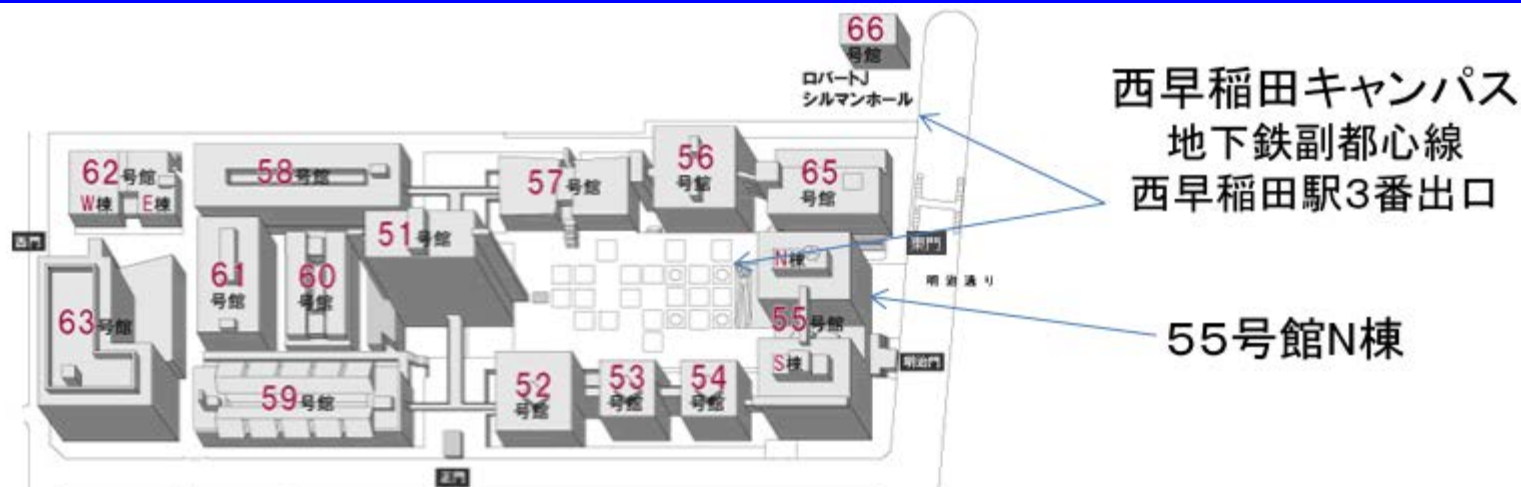 66
号館
ロバートJ
シルマンホール
西早稲田キャンパス
地下鉄副都心線
西早稲田駅3番出口
62号館
W棟 E棟
58号館
57号館
56
号館
65
号館
西門
51号館
61
号館
60
号館
N棟
東門
明治通り
63号館
55号館
55号館N棟
S棟
明治門
59号館
52
号館
53
号館
54
号館
正門